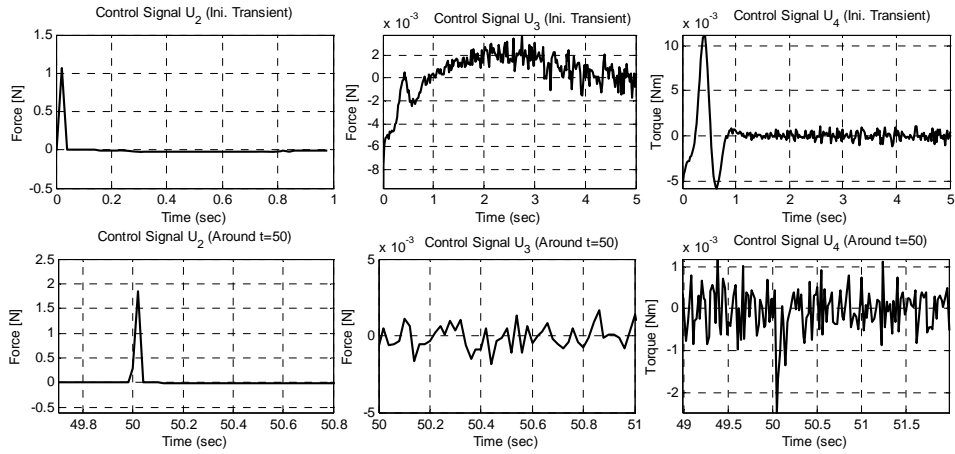 Control Signal U2 (Ini. Transient)
1.5
1
0.5
0
-0.5
Force [N]
0 0.2 0.4 0.6 0.8 1
Time (sec)
x 10-3
Control Signal U3 (Ini. Transient)
2
0
-2
-4
-6
-8
Force [N]
0 1 2 3 4 5
Time (sec)
x 10-3
Control Signal U4 (Ini. Transient)
10
5
0
-5
Torque [Nm]
0 1 2 3 4 5
Time (sec)
Control Signal U2 (Around t=50)
2.5
2
1.5
1
0.5
0
-0.5
Force [N]
49.8 50 50.2 50.4 50.6 50.8
Time (sec)
x 10-3
Control Signal U3 (Around t=50)
5
0
-5
Force [N]
50 50.2 50.4 50.6 50.8 51
Time (sec)
x 10-3
Control Signal U4 (Around t=50)
1
0
-1
-2
Torque [Nm]
49 49.5 50 50.5 51 51.5
Time (sec)